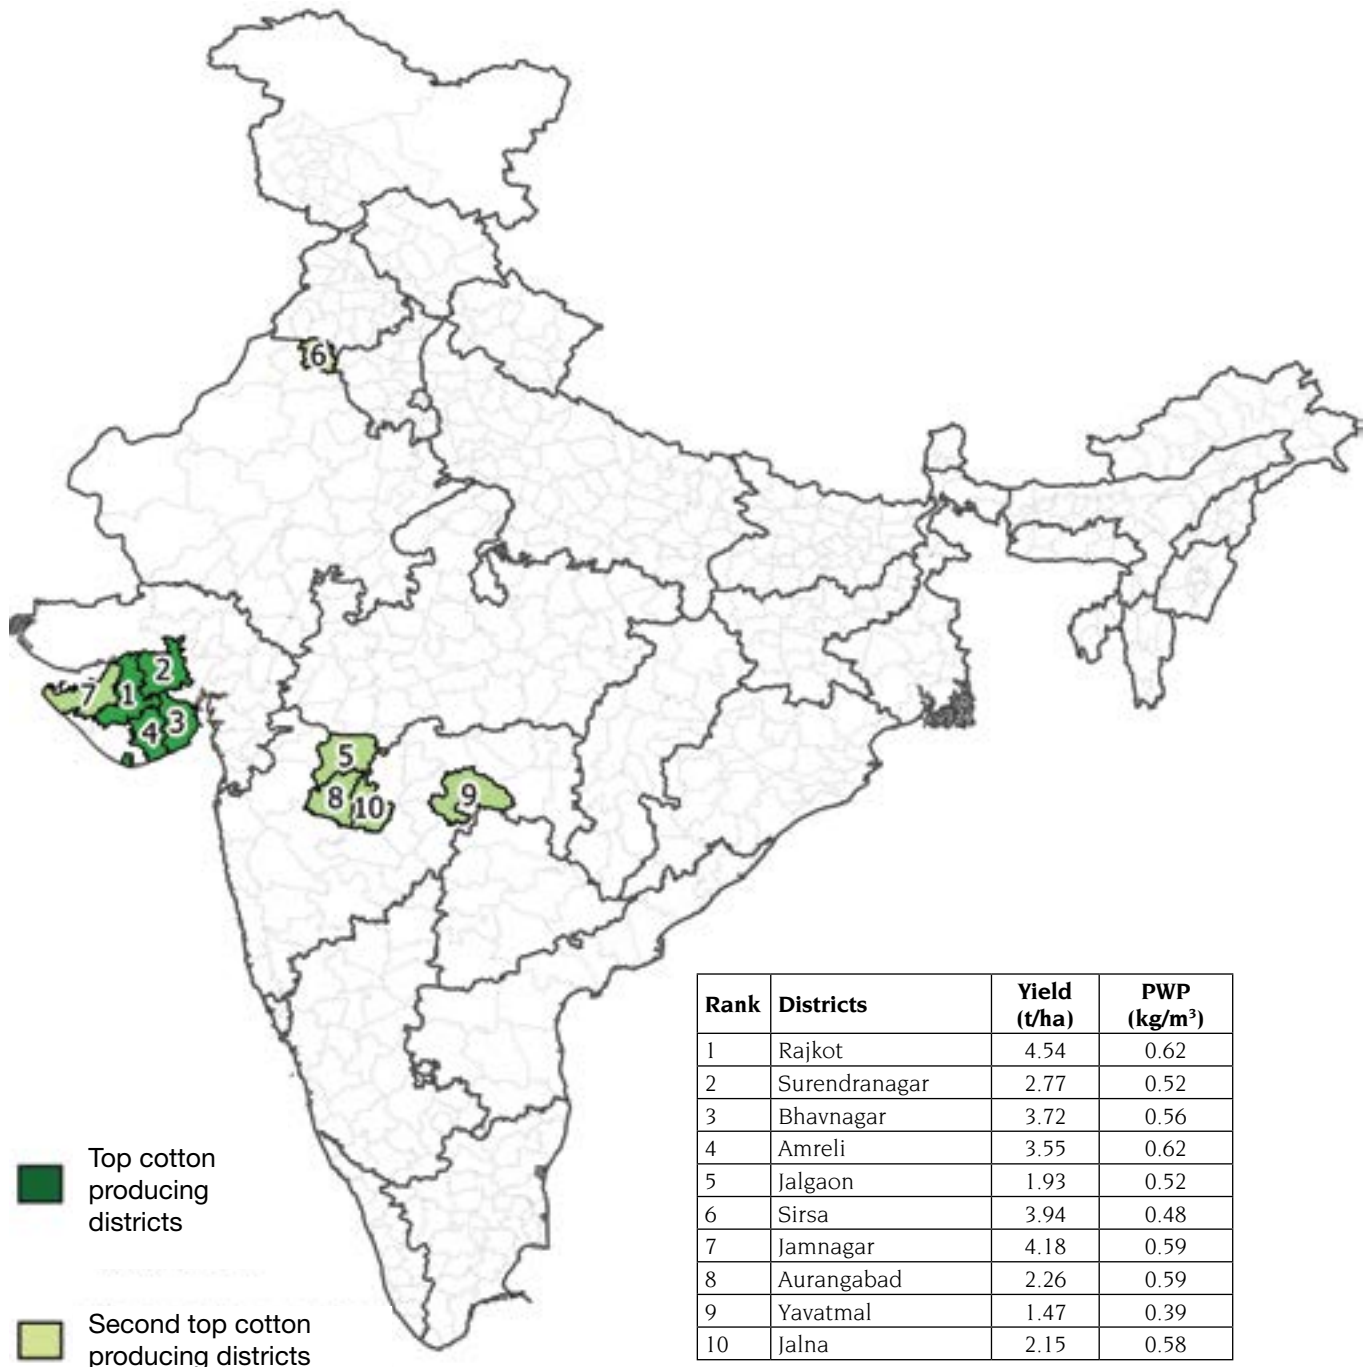 6
2
7
1
3
4
5
8
10
9
Rank Districts Yield (t/ha) PWP (kg/m³)
1 Rajkot 4.54 0.62
2 Surendranagar 2.77 0.52
3 Bhavnagar 3.72 0.56
4 Amreli 3.55 0.62
5 Jalgaon 1.93 0.52
6 Sirsa 3.94 0.48
7 Jamnagar 4.18 0.59
8 Aurangabad 2.26 0.59
9 Yavatmal 1.47 0.39
10 Jalna 2.15 0.58
Top cotton
producing
districts
Second top cotton
producing districts